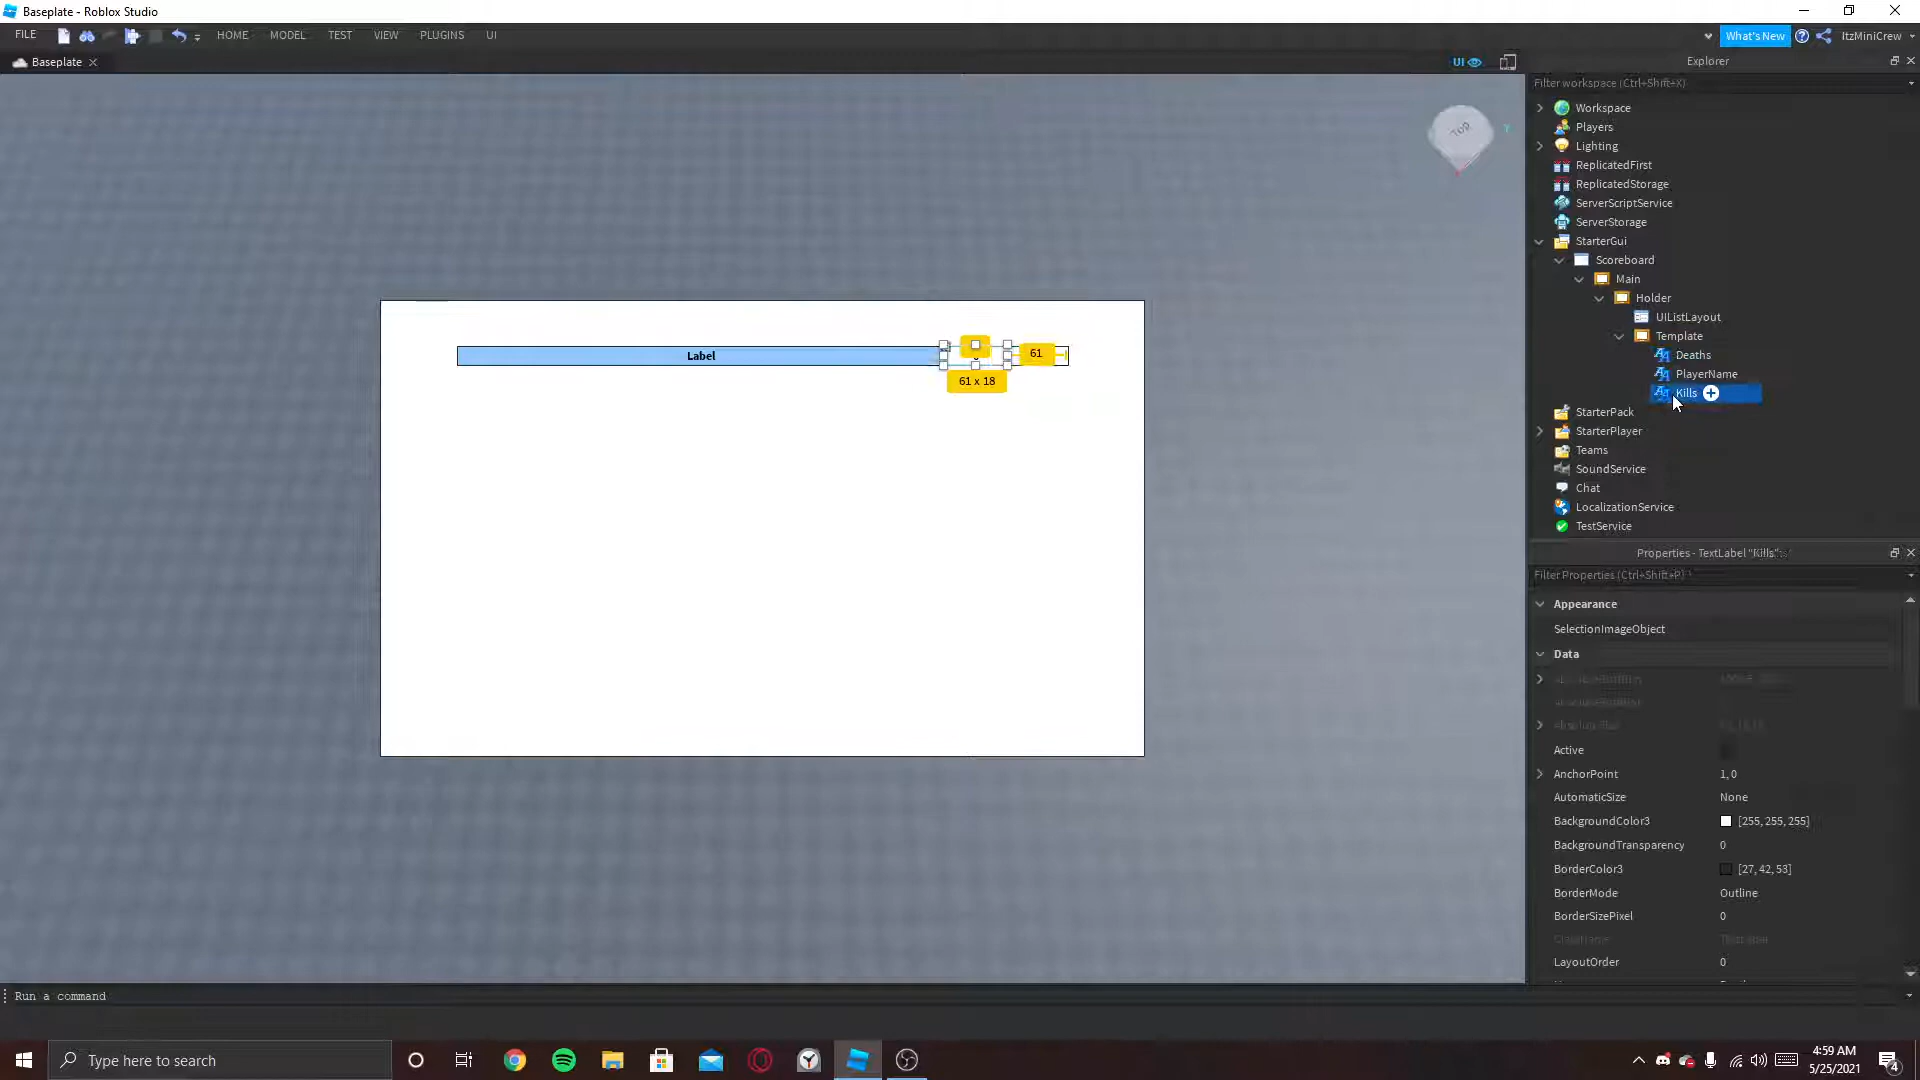 Baseplate - Roblox Studio
FILE HOME MODEL TEST VIEW PLUGINS UI What's New ItzMiniCrew
Baseplate UI Explorer
Filter workspace (Ctrl+Shift+X)
Workspace
Players
Lighting
ReplicatedFirst
ReplicatedStorage
ServerScriptService
ServerStorage
StarterGui
Scoreboard
Main
Holder
UIListLayout
Template
Deaths
PlayerName
Kills
StarterPack
StarterPlayer
Teams
SoundService
Chat
LocalizationService
TestService
Top
Label
61
61 x 18
Properties - TextLabel "Kills"
Filter Properties (Ctrl+Shift+P)
Appearance
SelectionImageObject
Data
Active
AnchorPoint 1, 0
AutomaticSize None
BackgroundColor3 [255, 255, 255]
BackgroundTransparency 0
BorderColor3 [27, 42, 53]
BorderMode Outline
BorderSizePixel 0
LayoutOrder 0
Run a command
Type here to search
4:59 AM
5/25/2021
4